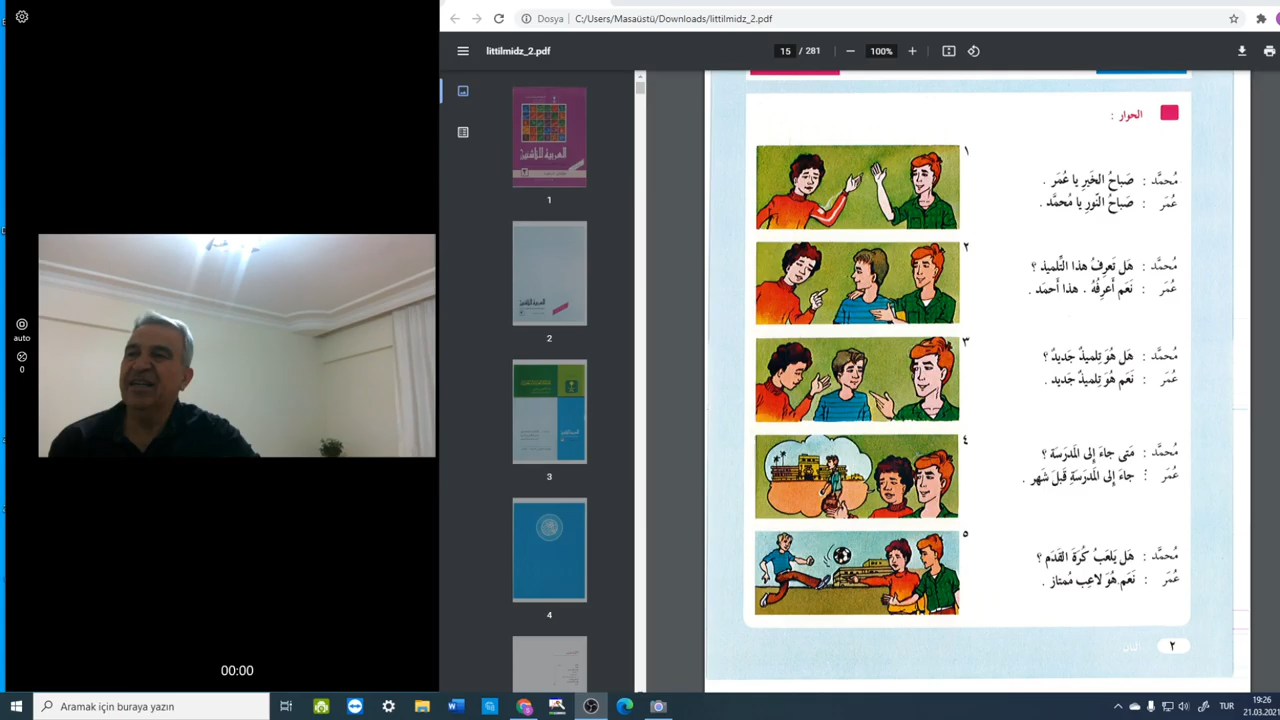 Dosya
C:/Users/Masaüstü/Downloads/littilmidz_2.pdf
littilmidz_2.pdf
15 / 281
100%
auto
0
00:00
العربية للناشئين
1
2
3
4
الحوار :
١
مُحمَّد : صَباحُ الخَيرِ يا عُمَر .
عُمَر : صَباحُ النّورِ يا مُحمَّد .
٢
مُحمَّد : هَل تَعرِفُ هذا التِّلميذ ؟
عُمَر : نَعَم أَعرِفُهُ . هذا أَحمَد .
٣
مُحمَّد : هَل هُوَ تِلميذٌ جَديدٌ ؟
عُمَر : نَعَم هُوَ تِلميذٌ جَديد .
٤
مُحمَّد : مَتى جاءَ إِلى المَدرَسَة ؟
عُمَر : جاءَ إِلى المَدرَسَةِ قَبلَ شَهر .
٥
مُحمَّد : هَل يَلعَبُ كُرَةَ القَدَم ؟
عُمَر : نَعَم هُوَ لاعِب مُمتاز .
٢
Aramak için buraya yazın
TUR
19:26
21.03.2021